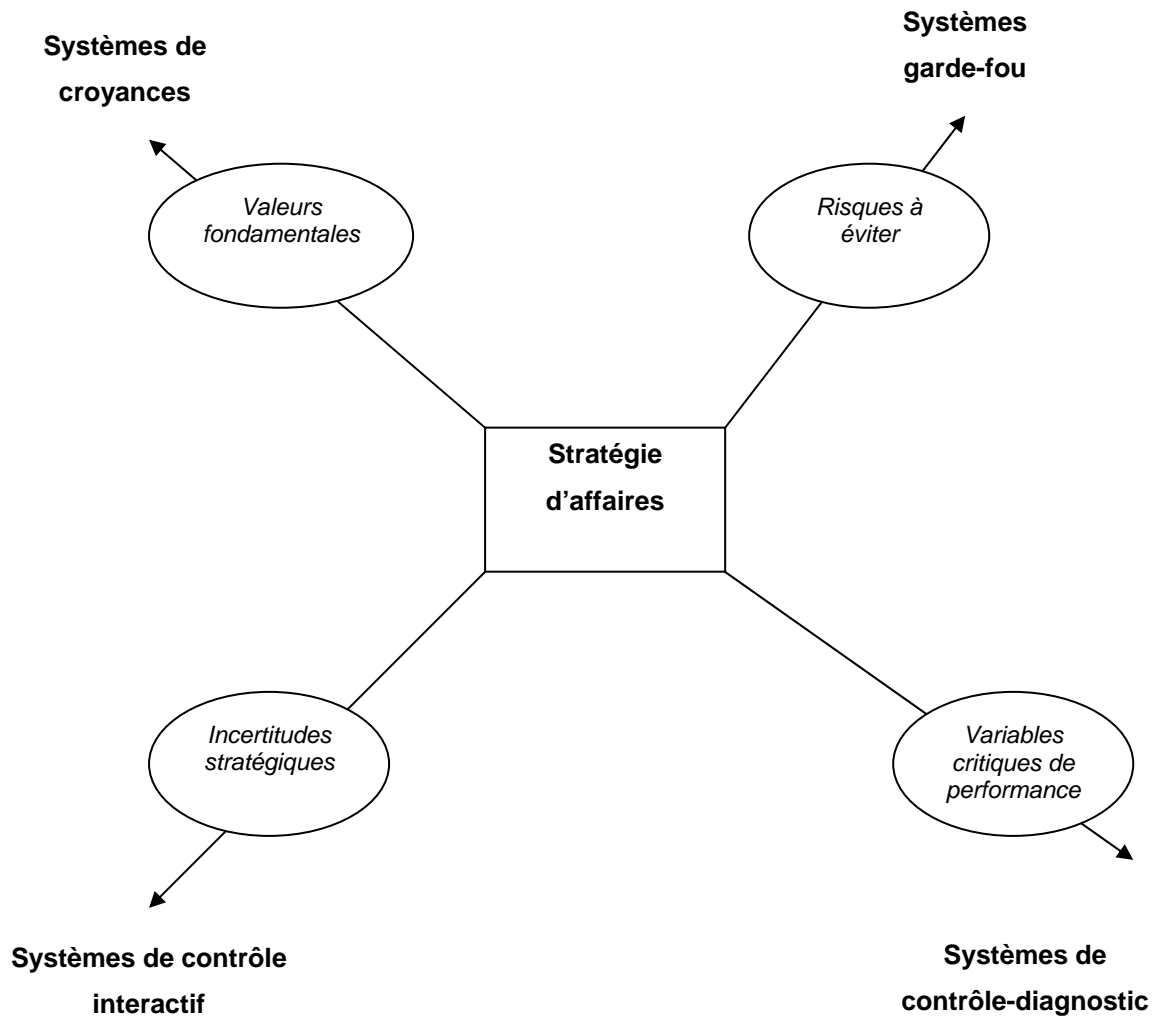 Systèmes de
croyances
Systèmes
garde-fou
Valeurs
fondamentales
Risques à
éviter
Stratégie
d’affaires
Incertitudes
stratégiques
Variables
critiques de
performance
Systèmes de contrôle
interactif
Systèmes de
contrôle-diagnostic